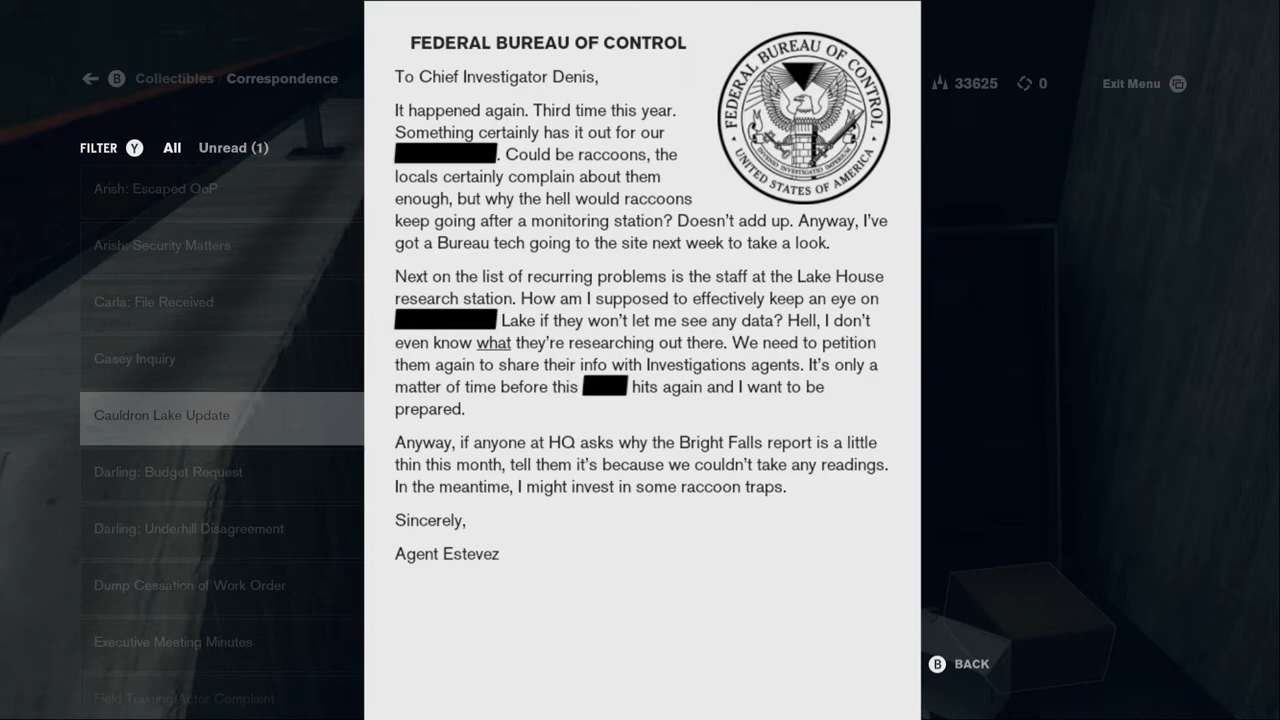 FEDERAL BUREAU OF CONTROL
To Chief Investigator Denis,
It happened again. Third time this year.
Something certainly has it out for our
. Could be raccoons, the
locals certainly complain about them
enough, but why the hell would raccoons
keep going after a monitoring station? Doesn't add up. Anyway, I've
got a Bureau tech going to the site next week to take a look.
Next on the list of recurring problems is the staff at the Lake House
research station. How am I supposed to effectively keep an eye on
Lake if they won't let me see any data? Hell, I don't
even know what they're researching out there. We need to petition
them again to share their info with Investigations agents. It's only a
matter of time before this hits again and I want to be
prepared.
Anyway, if anyone at HQ asks why the Bright Falls report is a little
thin this month, tell them it's because we couldn't take any readings.
In the meantime, I might invest in some raccoon traps.
Sincerely,
Agent Estevez
FEDERAL BUREAU OF CONTROL
UNITED STATES OF AMERICA
B Collectibles Correspondence
33625 0 Exit Menu
FILTER Y All Unread (1)
Arish: Escaped OoP
Arish: Security Matters
Carla: File Received
Casey Inquiry
Cauldron Lake Update
Darling: Budget Request
Darling: Underhill Disagreement
Dump Cessation of Work Order
Executive Meeting Minutes
Field Training/Actor Complaint
B BACK